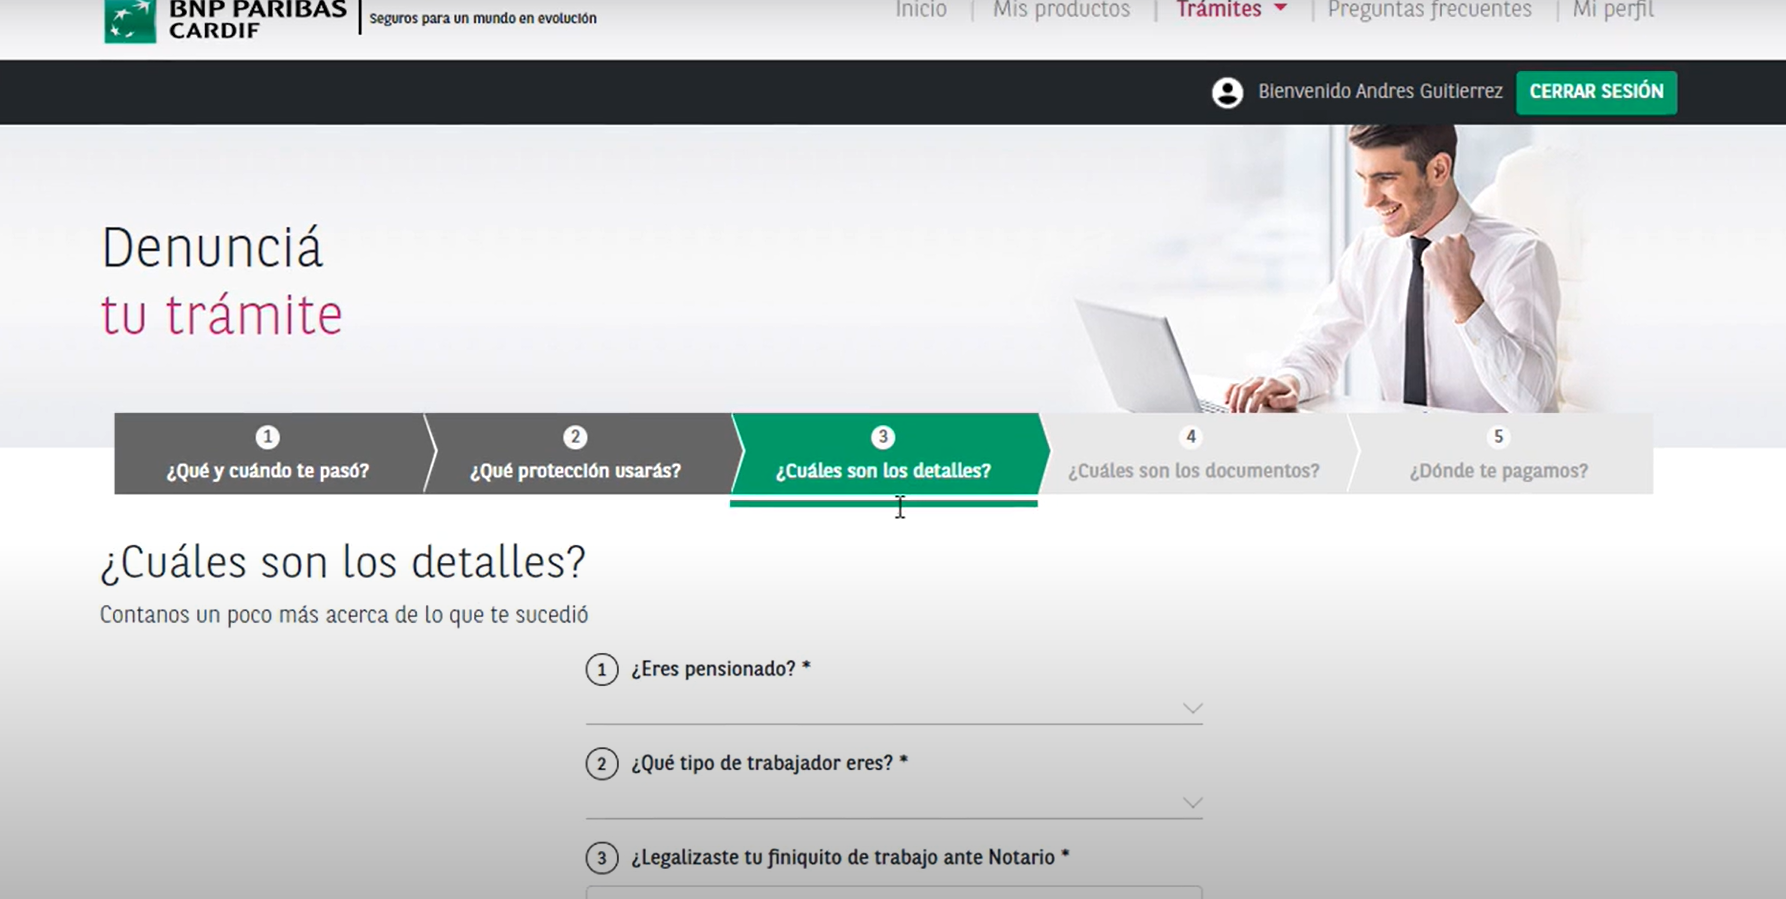 BNP PARIBAS
CARDIF
Seguros para un mundo en evolución
Inicio
Mis productos
Trámites
Preguntas frecuentes
Mi perfil
Bienvenido Andres Guitierrez
CERRAR SESIÓN
Denunciá
tu trámite
1
¿Qué y cuándo te pasó?
2
¿Qué protección usarás?
3
¿Cuáles son los detalles?
4
¿Cuáles son los documentos?
5
¿Dónde te pagamos?
¿Cuáles son los detalles?
Contanos un poco más acerca de lo que te sucedió
1 ¿Eres pensionado? *
2 ¿Qué tipo de trabajador eres? *
3 ¿Legalizaste tu finiquito de trabajo ante Notario *